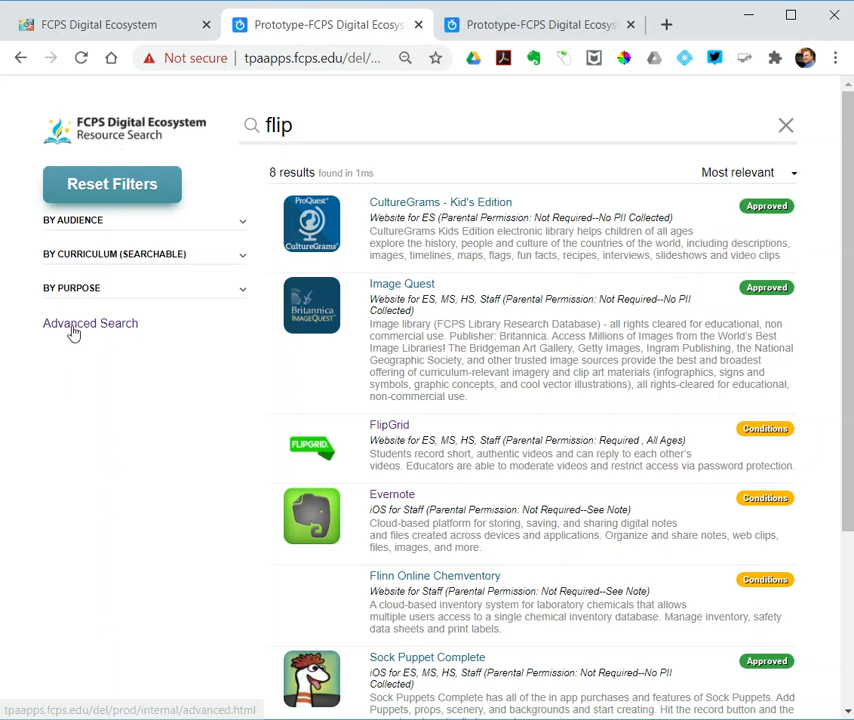 FCPS Digital Ecosystem
Prototype-FCPS Digital Ecosys
Prototype-FCPS Digital Ecosys
Not secure
tpaapps.fcps.edu/del/...
FCPS Digital Ecosystem
Resource Search
flip
Reset Filters
BY AUDIENCE
BY CURRICULUM (SEARCHABLE)
BY PURPOSE
Advanced Search
8 results found in 1ms
Most relevant
ProQuest
CultureGrams
CultureGrams - Kid's Edition
Approved
Website for ES (Parental Permission: Not Required--No PII Collected)
CultureGrams Kids Edition electronic library helps children of all ages
explore the history, people and culture of the countries of the world, including descriptions,
images, timelines, maps, flags, fun facts, recipes, interviews, slideshows and video clips
Britannica
IMAGEQUEST
Image Quest
Approved
Website for ES, MS, HS, Staff (Parental Permission: Not Required--No PII
Collected)
Image library (FCPS Library Research Database) - all rights cleared for educational, non
commercial use. Publisher: Britannica. Access Millions of Images from the World's Best
Image Libraries! The Bridgeman Art Gallery, Getty Images, Ingram Publishing, the National
Geographic Society, and other trusted image sources provide the best and broadest
offering of curriculum-relevant imagery and clip art materials (infographics, signs and
symbols, graphic concepts, and cool vector illustrations), all rights-cleared for educational,
non-commercial use.
FLIPGRID.
FlipGrid
Conditions
Website for ES, MS, HS, Staff (Parental Permission: Required , All Ages)
Students record short, authentic videos and can reply to each other's
videos. Educators are able to moderate videos and restrict access via password protection.
Evernote
Conditions
iOS for Staff (Parental Permission: Not Required--See Note)
Cloud-based platform for storing, saving, and sharing digital notes
and files created across devices and applications. Organize and share notes, web clips,
files, images, and more.
Flinn Online Chemventory
Conditions
Website for Staff (Parental Permission: Not Required--See Note)
A cloud-based inventory system for laboratory chemicals that allows
multiple users access to a single chemical inventory database. Manage inventory, safety
data sheets and print labels.
Sock Puppet Complete
Approved
iOS for ES, MS, HS, Staff (Parental Permission: Not Required--No PII
Collected)
Sock Puppets Complete has all of the in app purchases and features of Sock Puppets. Add
Puppets, props, scenery, and backgrounds and start creating. Hit the record button and the
tpaapps.fcps.edu/del/prod/internal/advanced.html